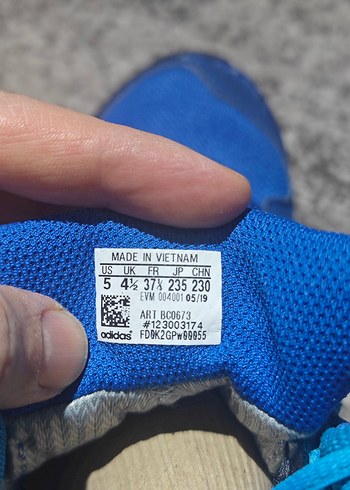 MADE IN VIETNAM
US UK FR JP CHN
5 4½ 37⅓ 235 230
EVM 004001 05/19
ART BC0673
#123003174
adidas FD0K2GPW00055